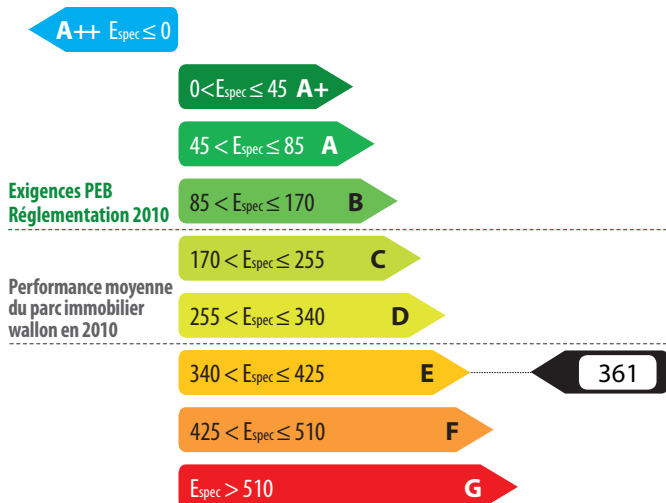 A++ Espec ≤ 0
0<Espec ≤ 45 A+
45 < Espec ≤ 85 A
Exigences PEB
Réglementation 2010
85 < Espec ≤ 170 B
170 < Espec ≤ 255 C
Performance moyenne
du parc immobilier
wallon en 2010
255 < Espec ≤ 340 D
340 < Espec ≤ 425 E
361
425 < Espec ≤ 510 F
Espec > 510 G